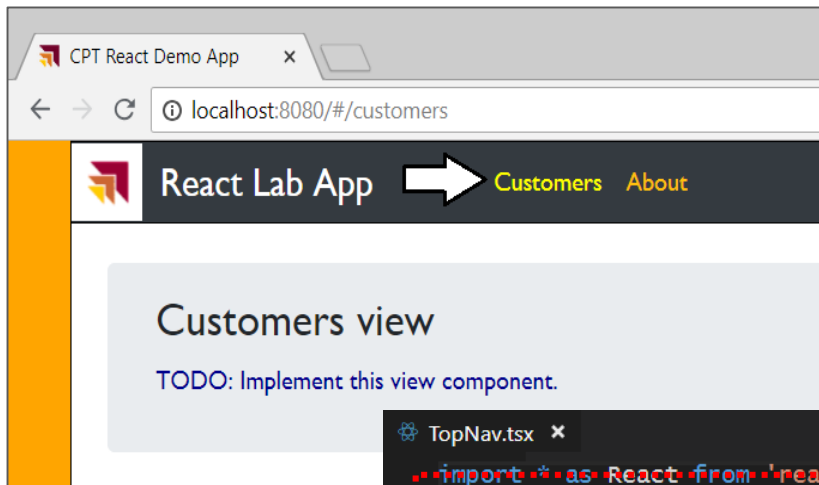 CPT React Demo App
localhost:8080/#/customers
React Lab App Customers About
Customers view
TODO: Implement this view component.
TopNav.tsx
import * as React from 'rea